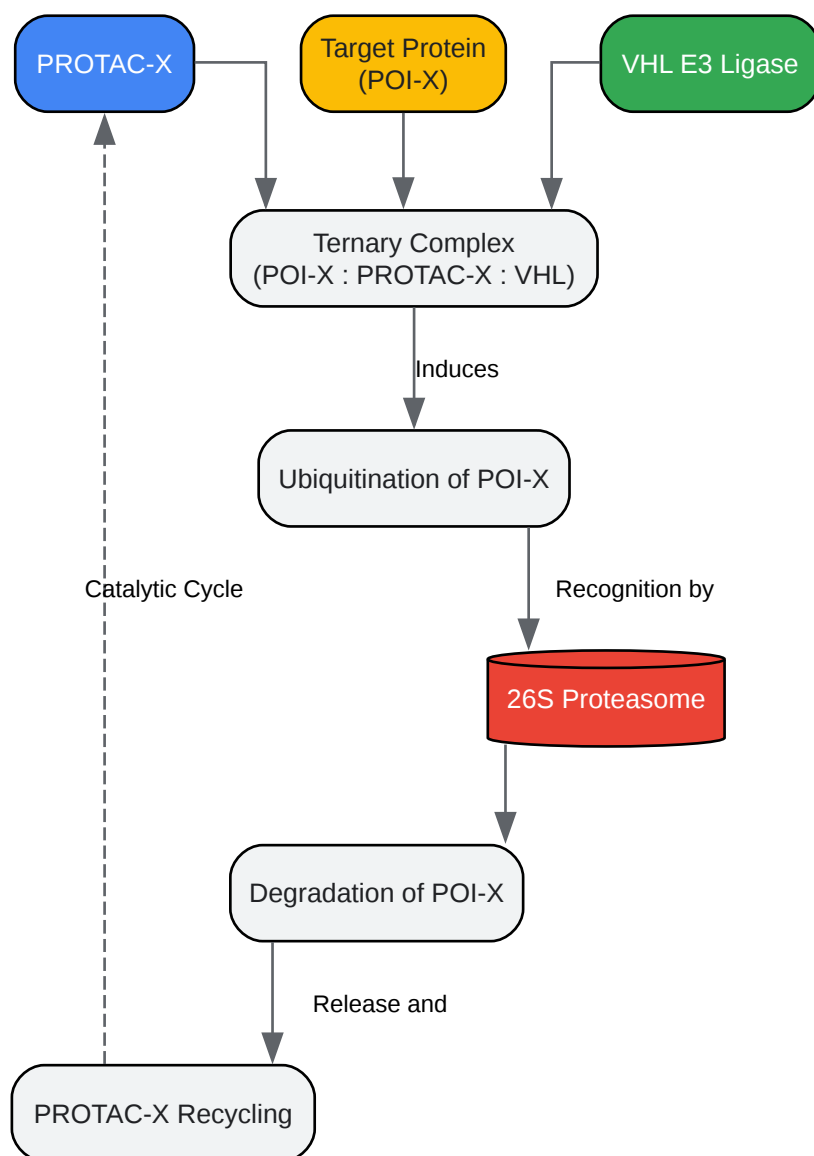 PROTAC-X
Target Protein
(POI-X)
VHL E3 Ligase
Ternary Complex
(POI-X : PROTAC-X : VHL)
Induces
Ubiquitination of POI-X
Catalytic Cycle
Recognition by
26S Proteasome
Degradation of POI-X
Release and
PROTAC-X Recycling